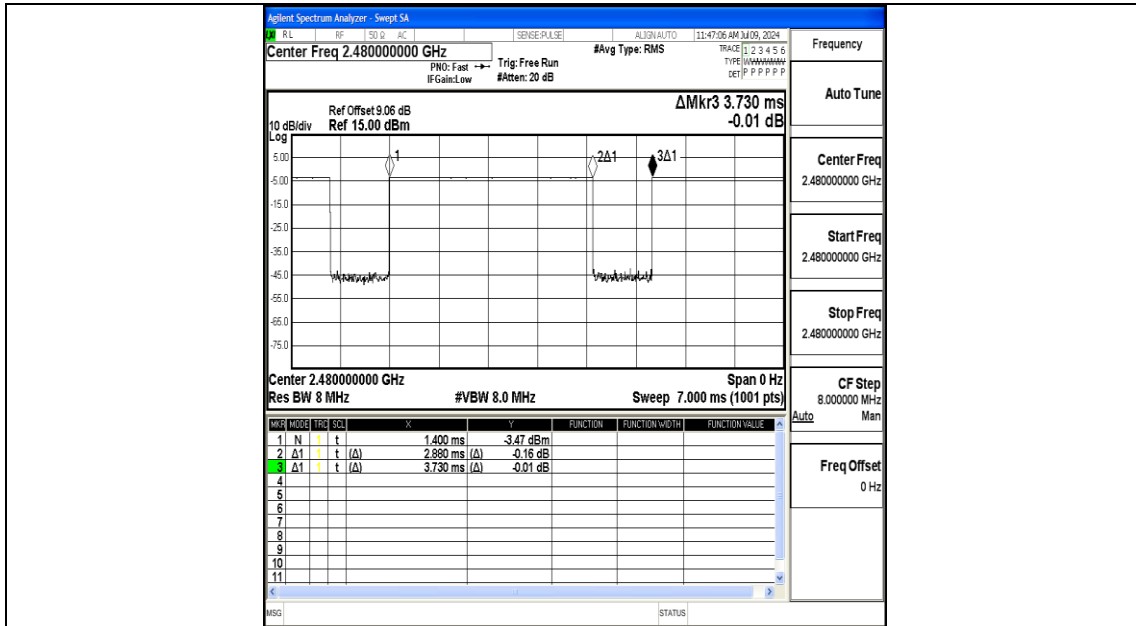 Agilent Spectrum Analyzer - Swept SA
RL RF 50 Ω AC SENSE:PULSE ALIGN AUTO 11:47:06 AM Jul 09, 2024
Center Freq 2.480000000 GHz #Avg Type: RMS TRACE 1 2 3 4 5 6
PNO: Fast Trig: Free Run TYPE
IFGain:Low #Atten: 20 dB DET P P P P P P
ΔMkr3 3.730 ms
Ref Offset 9.06 dB -0.01 dB
10 dB/div Ref 15.00 dBm
Log
1 2Δ1 3Δ1
5.00
-5.00
-15.0
-25.0
-35.0
-45.0
-55.0
-65.0
-75.0
Center 2.480000000 GHz Span 0 Hz
Res BW 8 MHz #VBW 8.0 MHz Sweep 7.000 ms (1001 pts)
MKR MODE TRC SCL X Y FUNCTION FUNCTION WIDTH FUNCTION VALUE
1 N 1 t 1.400 ms -3.47 dBm
2 Δ1 1 t (Δ) 2.880 ms (Δ) -0.16 dB
3 Δ1 1 t (Δ) 3.730 ms (Δ) -0.01 dB
4
5
6
7
8
9
10
11
MSG STATUS
Frequency
Auto Tune
Center Freq
2.480000000 GHz
Start Freq
2.480000000 GHz
Stop Freq
2.480000000 GHz
CF Step
8.000000 MHz
Auto Man
Freq Offset
0 Hz